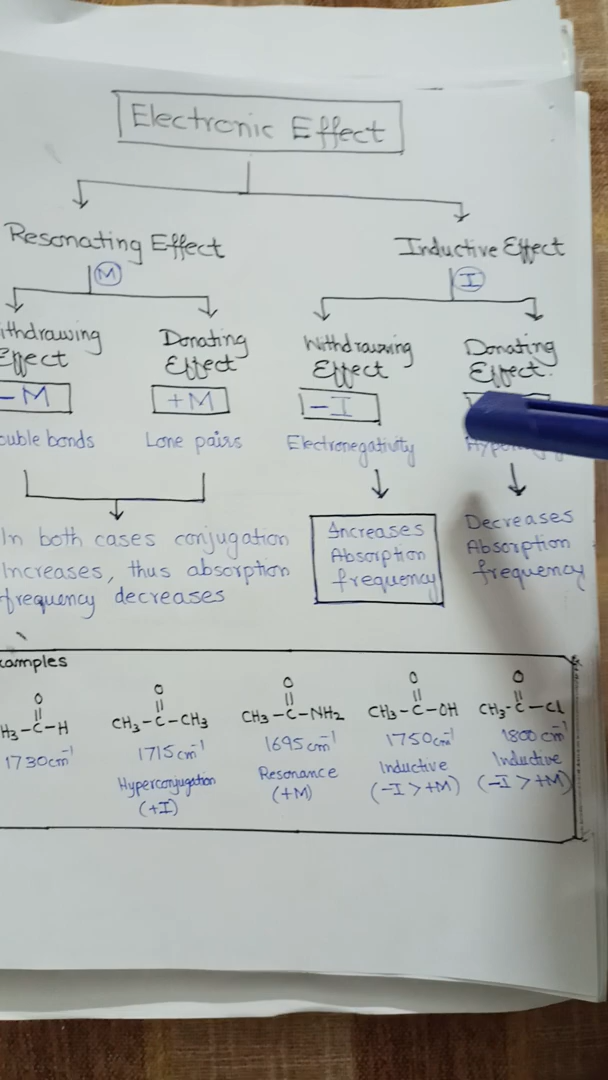 Electronic Effect
Resonating Effect
M
Inductive Effect
I
ithdrawing
Effect
-M
ouble bonds
Donating
Effect
+M
Lone pairs
Withdrawing
Effect
-I
Electronegativity
Donating
Effect.
In both cases conjugation
Increases, thus absorption
frequency decreases
Increases
Absorption
frequency
Decreases
Absorption
frequency
xamples
O
||
H3-C-H
1730cm⁻¹
O
||
CH3-C-CH3
1715cm⁻¹
Hyperconjugation
(+I)
O
||
CH3-C-NH2
1695cm⁻¹
Resonance
(+M)
O
||
CH3-C-OH
1750cm⁻¹
Inductive
(-I > +M)
O
||
CH3-C-Cl
1800cm⁻¹
Inductive
(-I > +M)